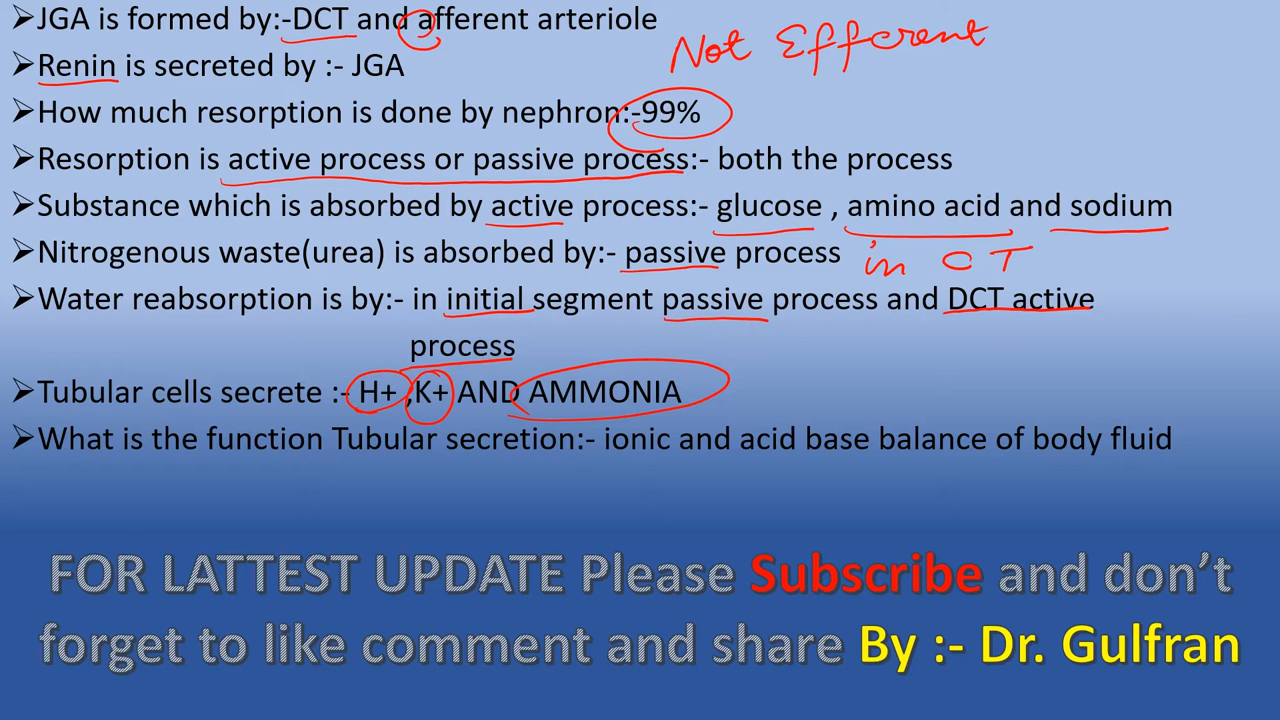 ➢JGA is formed by:-DCT and afferent arteriole
Not Efferent
➢Renin is secreted by :- JGA
➢How much resorption is done by nephron:-99%
➢Resorption is active process or passive process:- both the process
➢Substance which is absorbed by active process:- glucose , amino acid and sodium
➢Nitrogenous waste(urea) is absorbed by:- passive process in CT
➢Water reabsorption is by:- in initial segment passive process and DCT active
process
➢Tubular cells secrete :- H+ ,K+ AND AMMONIA
➢What is the function Tubular secretion:- ionic and acid base balance of body fluid
FOR LATTEST UPDATE Please Subscribe and don’t
forget to like comment and share By :- Dr. Gulfran